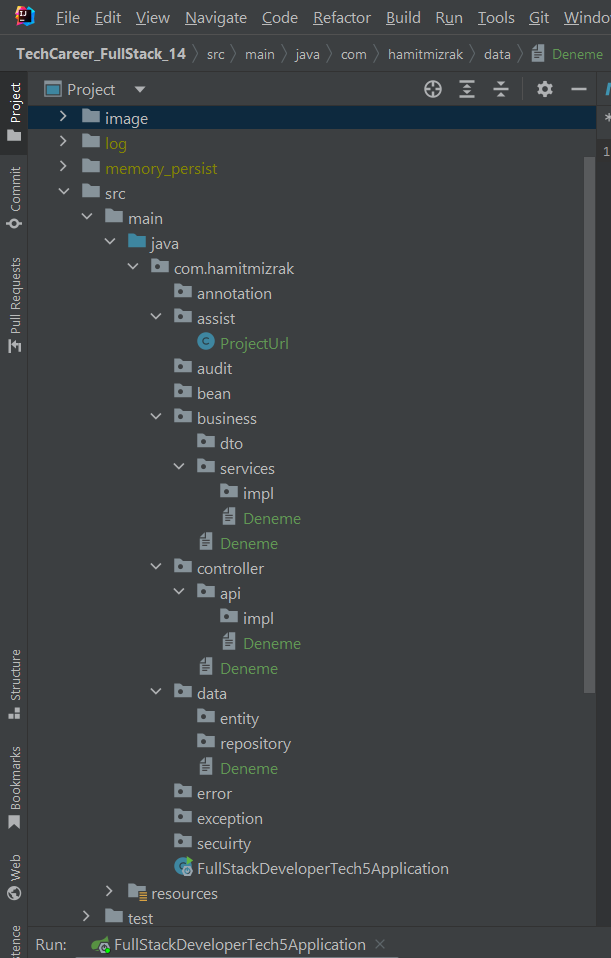 File Edit View Navigate Code Refactor Build Run Tools Git Windo
TechCareer_FullStack_14 src main java com hamitmizrak data Deneme
Project
Project
image
log
memory_persist
src
main
java
com.hamitmizrak
annotation
assist
ProjectUrl
audit
bean
business
dto
services
impl
Deneme
Deneme
controller
api
impl
Deneme
Deneme
data
entity
repository
Deneme
error
exception
secuirty
FullStackDeveloperTech5Application
resources
test
Commit
Pull Requests
Structure
Bookmarks
Web
stence
1
Run: FullStackDeveloperTech5Application